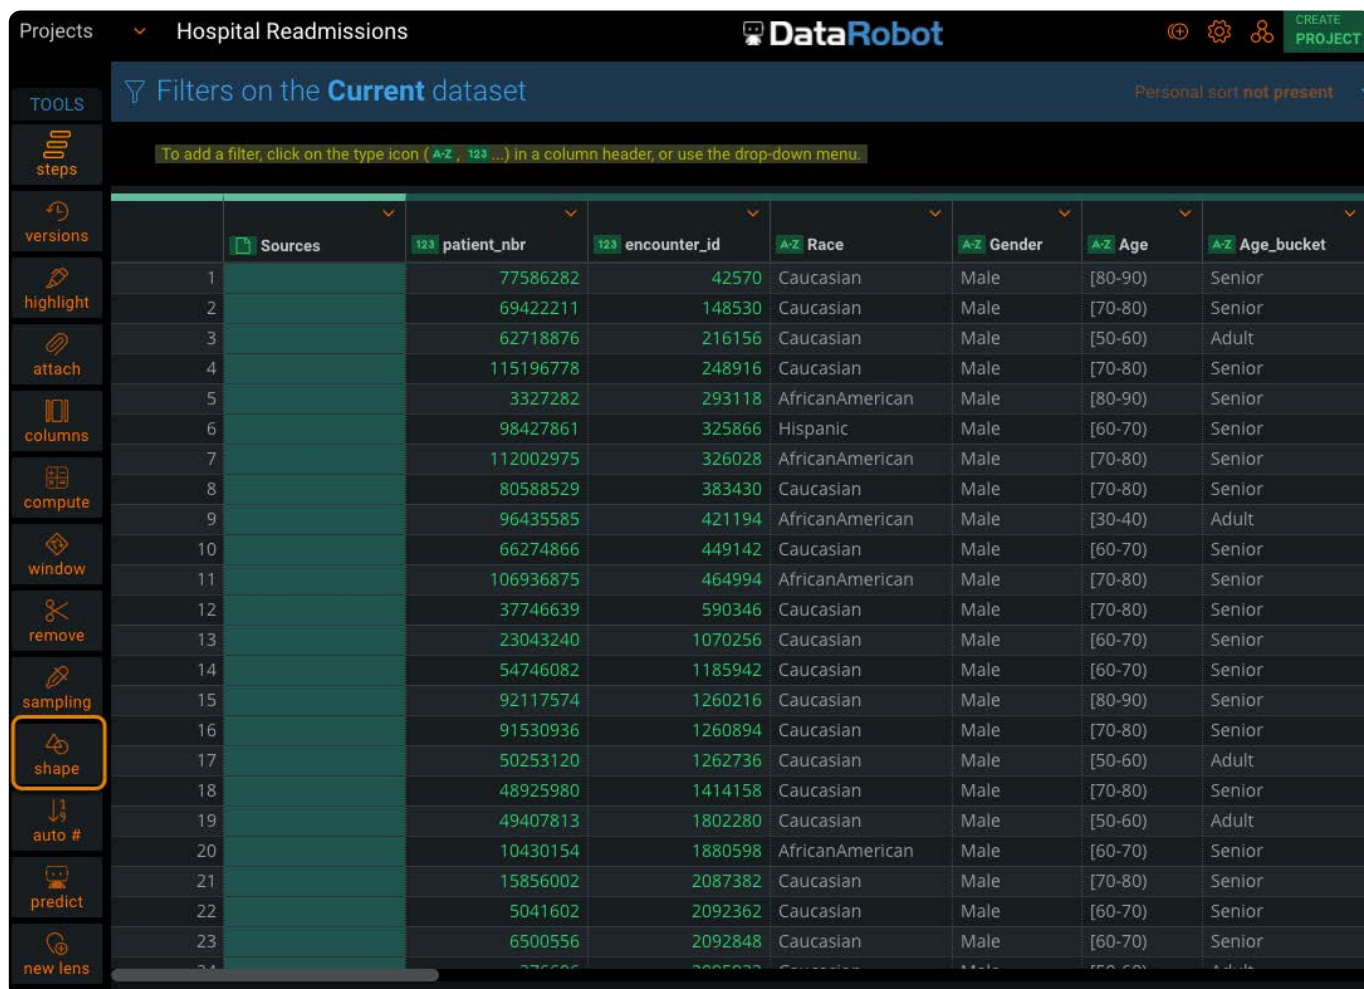 Projects Hospital Readmissions DataRobot CREATE PROJECT
TOOLS
Filters on the Current dataset Personal sort not present
To add a filter, click on the type icon ( A-Z , 123 ...) in a column header, or use the drop-down menu.
steps
versions
highlight
attach
columns
compute
window
remove
sampling
shape
auto #
predict
new lens
Sources 123 patient_nbr 123 encounter_id A-Z Race A-Z Gender A-Z Age A-Z Age_bucket
1 77586282 42570 Caucasian Male [80-90) Senior
2 69422211 148530 Caucasian Male [70-80) Senior
3 62718876 216156 Caucasian Male [50-60) Adult
4 115196778 248916 Caucasian Male [70-80) Senior
5 3327282 293118 AfricanAmerican Male [80-90) Senior
6 98427861 325866 Hispanic Male [60-70) Senior
7 112002975 326028 AfricanAmerican Male [70-80) Senior
8 80588529 383430 Caucasian Male [70-80) Senior
9 96435585 421194 AfricanAmerican Male [30-40) Adult
10 66274866 449142 Caucasian Male [60-70) Senior
11 106936875 464994 AfricanAmerican Male [70-80) Senior
12 37746639 590346 Caucasian Male [70-80) Senior
13 23043240 1070256 Caucasian Male [60-70) Senior
14 54746082 1185942 Caucasian Male [60-70) Senior
15 92117574 1260216 Caucasian Male [80-90) Senior
16 91530936 1260894 Caucasian Male [70-80) Senior
17 50253120 1262736 Caucasian Male [50-60) Adult
18 48925980 1414158 Caucasian Male [70-80) Senior
19 49407813 1802280 Caucasian Male [50-60) Adult
20 10430154 1880598 AfricanAmerican Male [60-70) Senior
21 15856002 2087382 Caucasian Male [70-80) Senior
22 5041602 2092362 Caucasian Male [60-70) Senior
23 6500556 2092848 Caucasian Male [60-70) Senior